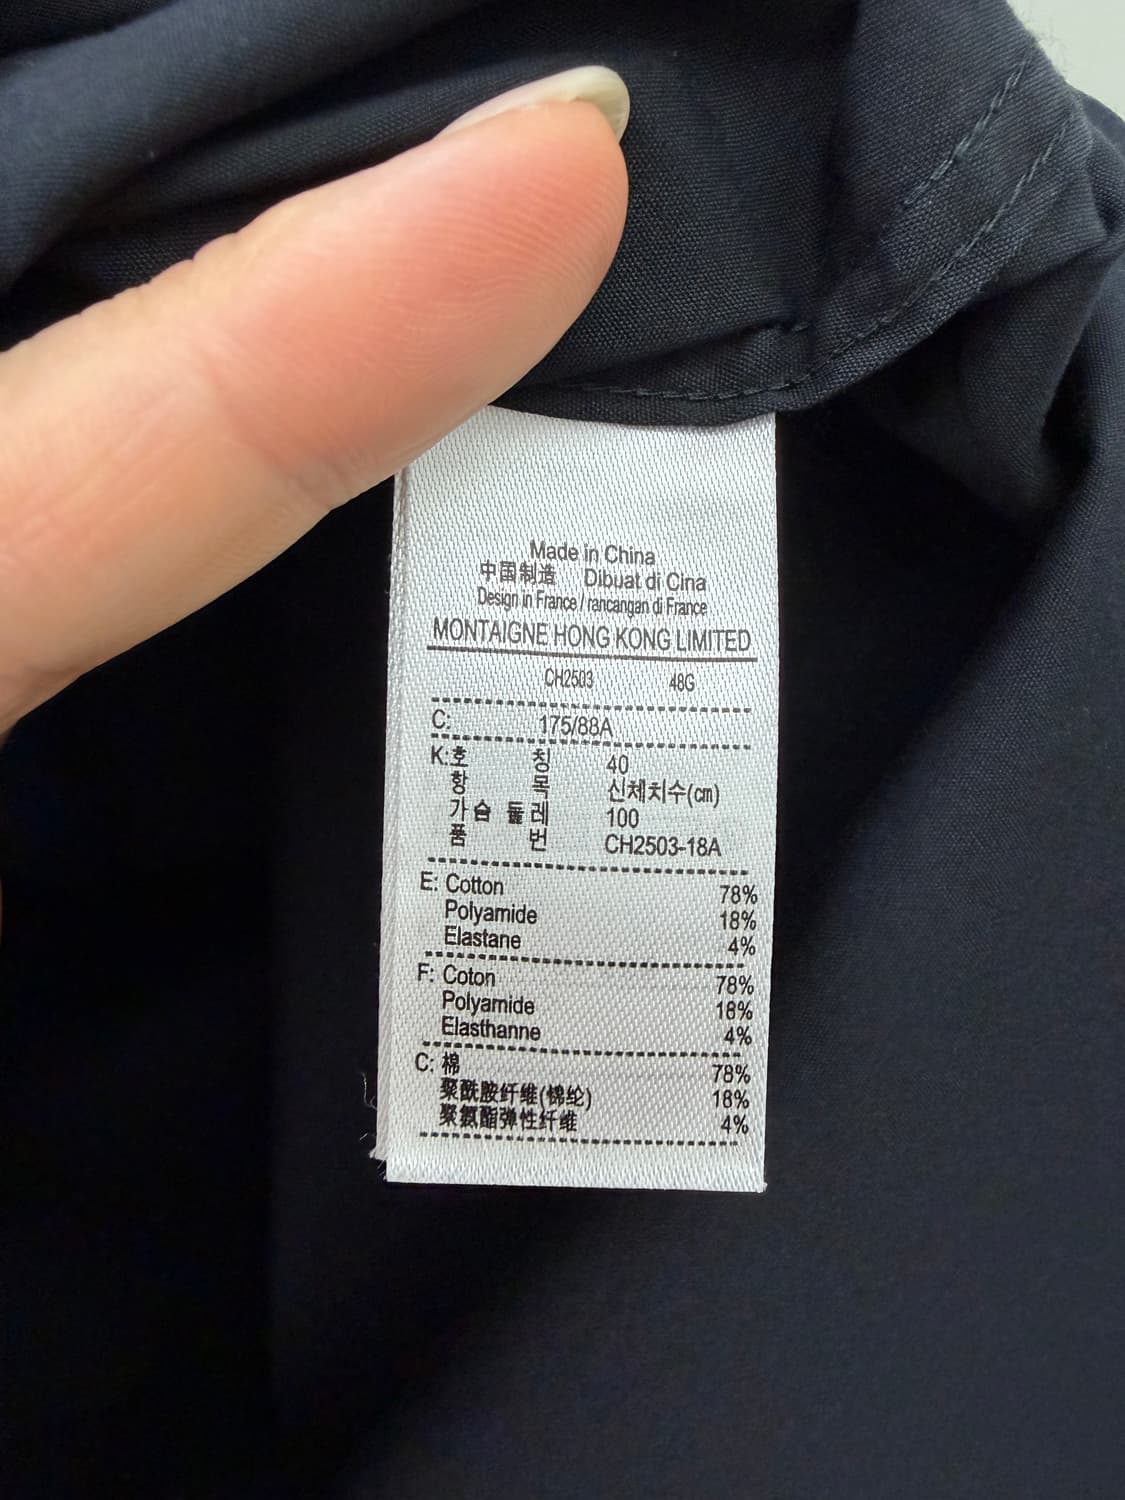 Made in China
中国制造 Dibuat di Cina
Design in France / rancangan di France
MONTAIGNE HONG KONG LIMITED
CH2503 48G
C: 175/88A
K:호 칭 40
항 목 신체치수(cm)
가슴 둘레 100
품 번 CH2503-18A
E: Cotton 78%
Polyamide 18%
Elastane 4%
F: Coton 78%
Polyamide 18%
Elasthanne 4%
C: 棉 78%
聚酰胺纤维(锦纶) 18%
聚氨酯弹性纤维 4%